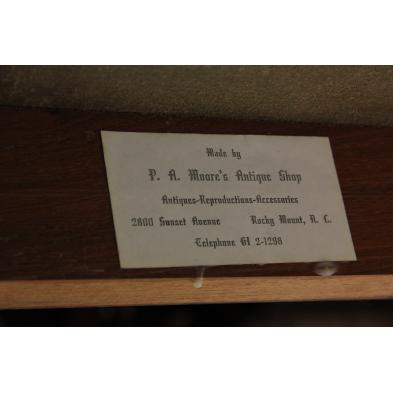 Made by
P. A. Moore's Antique Shop
Antiques-Reproductions-Accessories
2800 Sunset Avenue Rocky Mount, N. C.
Telephone GI 2-1298